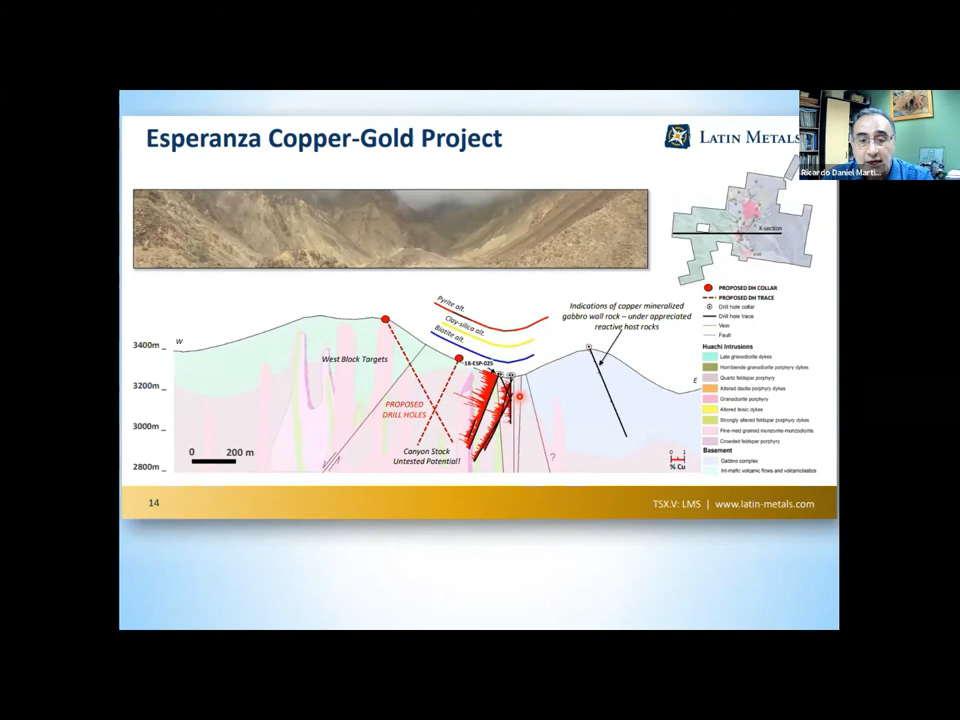 Esperanza Copper-Gold Project
LATIN METALS
Ricardo Daniel Marti...
X-section
Pyrite alt.
Clay-silica alt.
Biotite alt.
Indications of copper mineralized
gabbro wall rock – under appreciated
reactive host rocks
W
3400m
3200m
3000m
2800m
West Block Targets
18-ESP-025
PROPOSED
DRILL HOLES
Canyon Stock
Untested Potential!
0 200 m
?
E
0 1
% Cu
PROPOSED DH COLLAR
PROPOSED DH TRACE
Drill hole collar
Drill hole trace
Vein
Fault
Huachi Intrusions
Late granodiorite dykes
Hornblende granodiorite porphyry dykes
Quartz feldspar porphyry
Altered dacite porphyry dykes
Granodiorite porphyry
Altered felsic dykes
Strongly altered feldspar porphyry dykes
Fine-med grained monzonite-monzodiorite
Crowded feldspar porphyry
Basement
Gabbro complex
Int-mafic volcanic flows and volcaniclastics
14
TSX.V: LMS | www.latin-metals.com